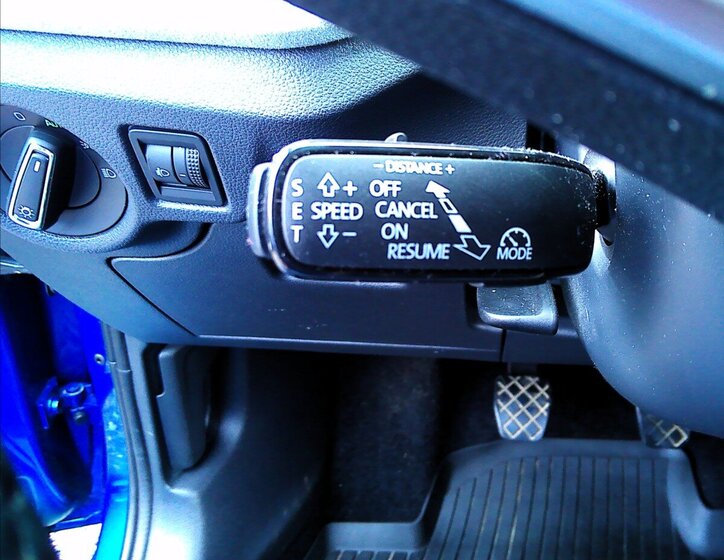 - DISTANCE +
S + OFF
E SPEED CANCEL
T - ON
RESUME MODE